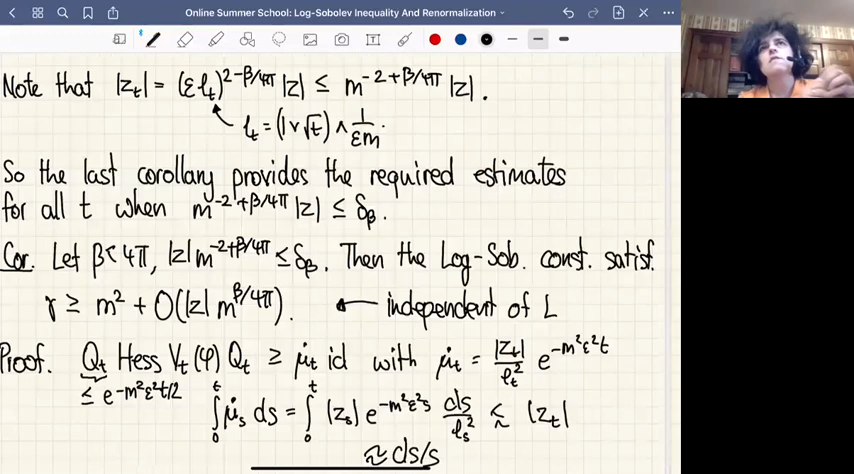 Online Summer School: Log-Sobolev Inequality And Renormalization
Note that |z_t| = (εℓ_t)^{2-β/4π} |z| ≤ m^{-2+β/4π} |z|.
ℓ_t = (1∨√t) ∧ 1/(εm)
So the last corollary provides the required estimates
for all t when m^{-2+β/4π} |z| ≤ δ_β.
Cor. Let β<4π, |z| m^{-2+β/4π} ≤ δ_β. Then the Log-Sob. const. satisf.
γ ≥ m² + O(|z| m^{β/4π}). ← independent of L
Proof. Q_t Hess V_t(φ) Q_t ≥ μ̇_t id with μ̇_t = |z_t|/ℓ_t² e^{-m²ε²t}
≤ e^{-m²ε²t/2}
∫_0^t μ̇_s ds = ∫_0^t |z_s| e^{-m²ε²s} ds/ℓ_s² ≲ |z_t|
≈ ds/s